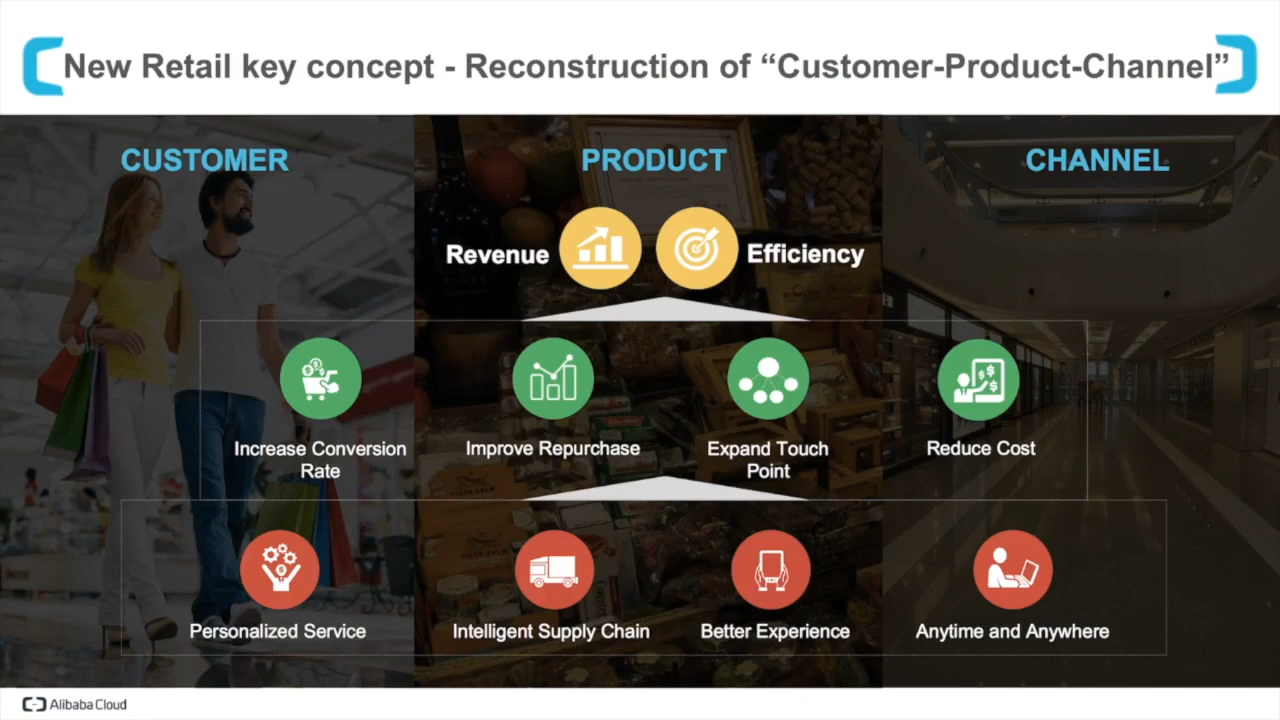 New Retail key concept - Reconstruction of “Customer-Product-Channel”
CUSTOMER
PRODUCT
CHANNEL
Revenue
Efficiency
Increase Conversion
Rate
Improve Repurchase
Expand Touch
Point
Reduce Cost
Personalized Service
Intelligent Supply Chain
Better Experience
Anytime and Anywhere
Alibaba Cloud